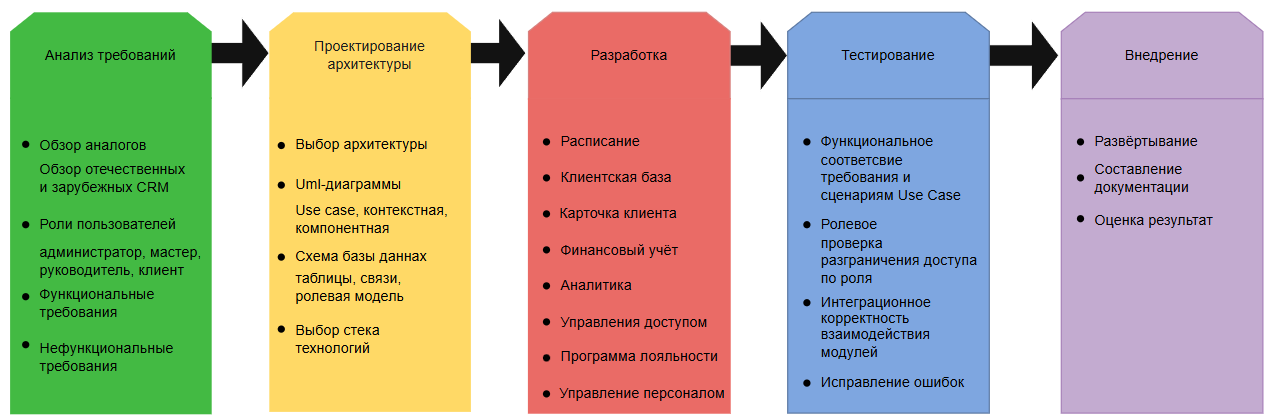 Анализ требований
Обзор аналогов
Обзор отечественных
и зарубежных CRM
Роли пользователей
администратор, мастер,
руководитель, клиент
Функциональные
требования
Нефункциональные
требования
Проектирование
архитектуры
Выбор архитектуры
Uml-диаграммы
Use case, контекстная,
компонентная
Схема базы даннах
таблицы, связи,
ролевая модель
Выбор стека
технологий
Разработка
Расписание
Клиентская база
Карточка клиента
Финансовый учёт
Аналитика
Управления доступом
Программа лояльности
Управление персоналом
Тестирование
Функциональное
соответсвие
требования и
сценариям Use Case
Ролевое
проверка
разграничения доступа
по роля
Интеграционное
корректность
взаимодействия
модулей
Исправление ошибок
Внедрение
Развёртывание
Составление
документации
Оценка результат